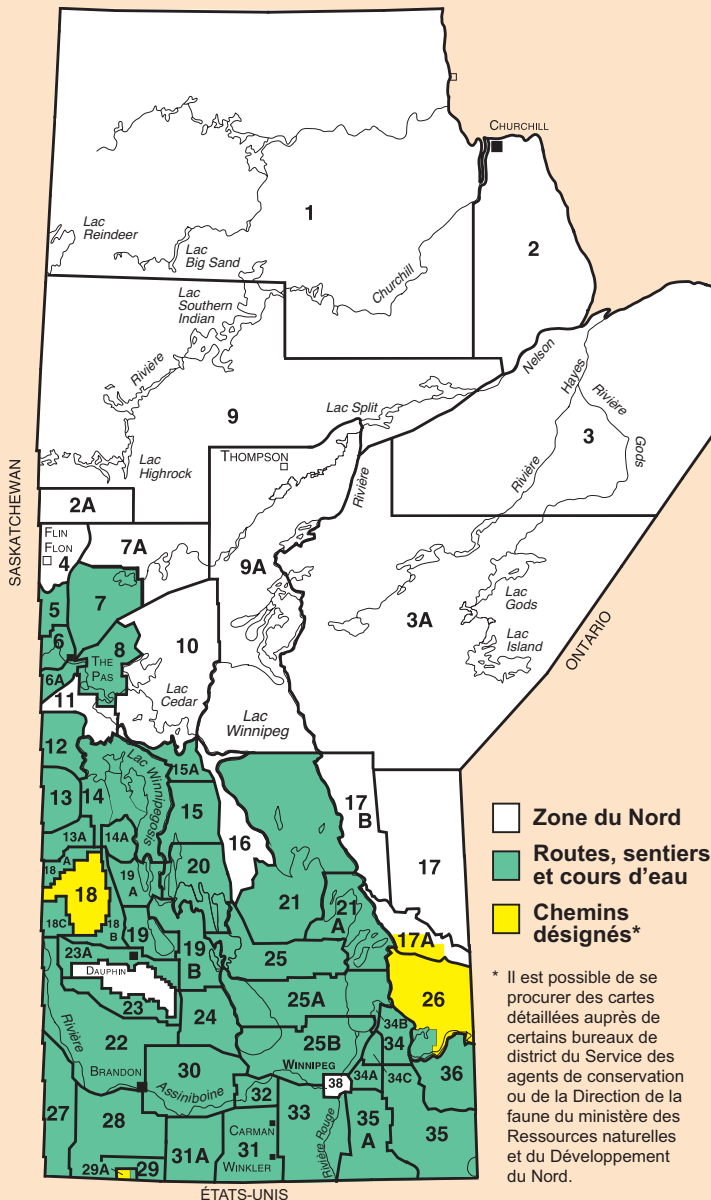 CHURCHILL
1
Lac
Reindeer
Lac
Big Sand
2
Churchill
Lac
Southern
Indian
Rivière
Nelson
Hayes
Rivière
Gods
9
Lac Split
3
THOMPSON
Lac
Highrock
Rivière
Rivière
SASKATCHEWAN
2A
FLIN
FLON
4
7A
9A
3A
Lac
Gods
Lac
Island
ONTARIO
5
7
6
8
THE
PAS
10
Lac
Cedar
6A
11
Lac
Winnipeg
12
Lac Winnipegosis
15A
13
14
15
16
17
B
17
13A
14A
18
A
18
19
A
20
21
21
A
18C
18
B
19
19
B
17A
23A
25
DAUPHIN
23
25A
26
24
34B
34
Rivière
22
25B
WINNIPEG
BRANDON
30
Assiniboine
38
34A
34C
36
27
28
32
33
Rivière Rouge
35
A
35
CARMAN
31
WINKLER
31A
29A
29
ÉTATS-UNIS
Zone du Nord
Routes, sentiers
et cours d’eau
Chemins
désignés*
* Il est possible de se
procurer des cartes
détaillées auprès de
certains bureaux de
district du Service des
agents de conservation
ou de la Direction de la
faune du ministère des
Ressources naturelles
et du Développement
du Nord.